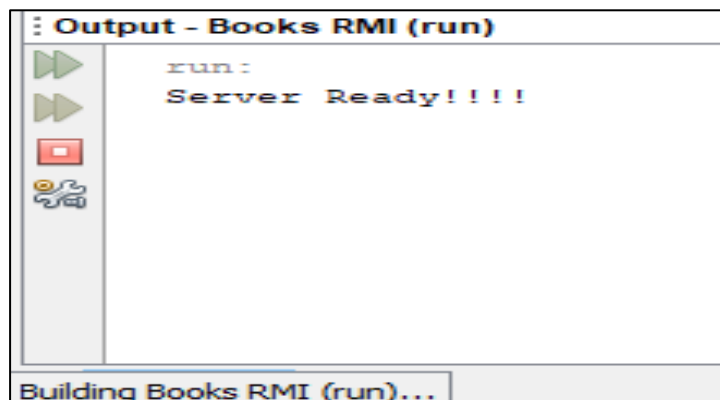 Output - Books RMI (run)
run:
Server Ready!!!!
Building Books RMI (run)...